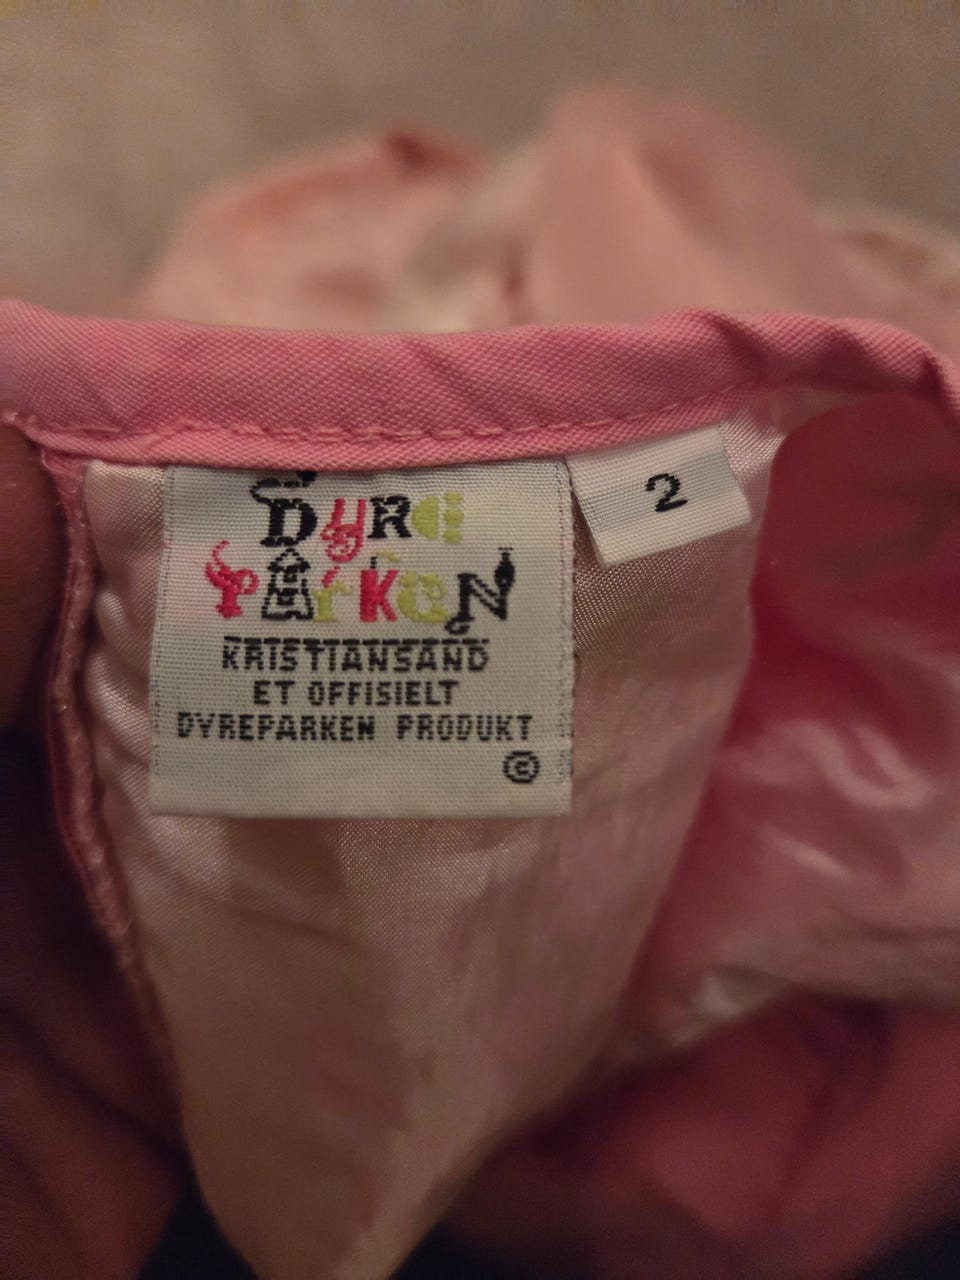 DYRE
PARKEN
KRISTIANSAND
ET OFFISIELT
DYREPARKEN PRODUKT
©
2